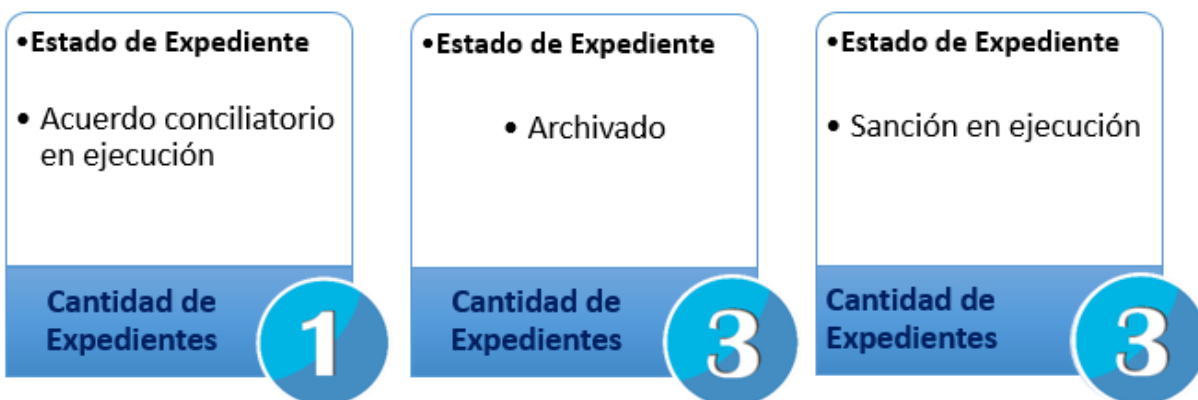 •Estado de Expediente
• Acuerdo conciliatorio
en ejecución
Cantidad de
Expedientes
1
•Estado de Expediente
• Archivado
Cantidad de
Expedientes
3
•Estado de Expediente
• Sanción en ejecución
Cantidad de
Expedientes
3